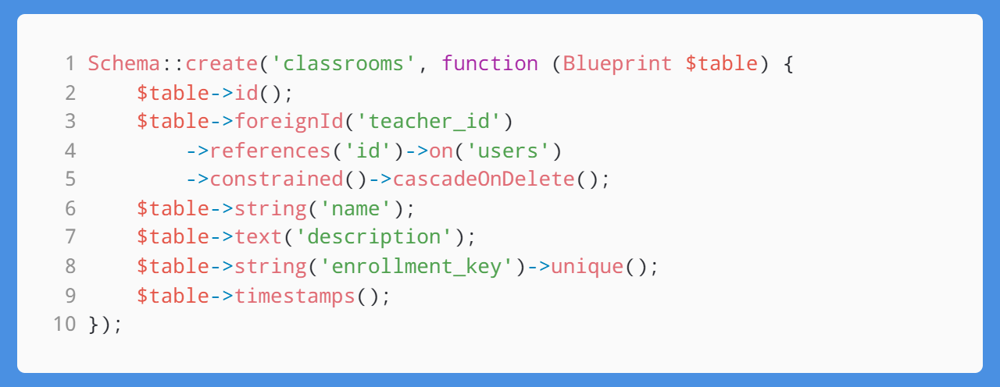 1 Schema::create('classrooms', function (Blueprint $table) {
2     $table->id();
3     $table->foreignId('teacher_id')
4         ->references('id')->on('users')
5         ->constrained()->cascadeOnDelete();
6     $table->string('name');
7     $table->text('description');
8     $table->string('enrollment_key')->unique();
9     $table->timestamps();
10 });